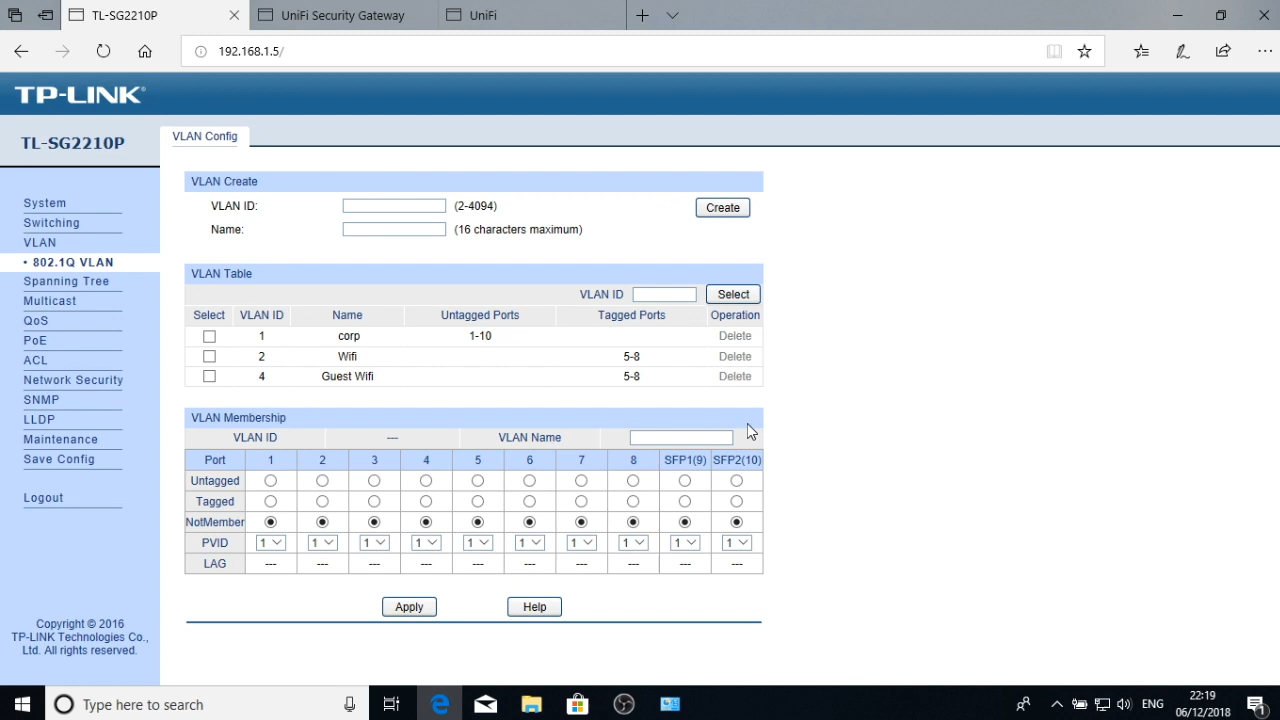 TL-SG2210P
UniFi Security Gateway
UniFi
192.168.1.5/
TP-LINK
TL-SG2210P
VLAN Config
System
Switching
VLAN
• 802.1Q VLAN
Spanning Tree
Multicast
QoS
PoE
ACL
Network Security
SNMP
LLDP
Maintenance
Save Config
Logout
Copyright © 2016
TP-LINK Technologies Co.,
Ltd. All rights reserved.
VLAN Create
VLAN ID: (2-4094) Create
Name: (16 characters maximum)
VLAN Table
VLAN ID Select
Select VLAN ID Name Untagged Ports Tagged Ports Operation
1 corp 1-10 Delete
2 Wifi 5-8 Delete
4 Guest Wifi 5-8 Delete
VLAN Membership
VLAN ID --- VLAN Name
Port 1 2 3 4 5 6 7 8 SFP1(9) SFP2(10)
Untagged
Tagged
NotMember
PVID 1 1 1 1 1 1 1 1 1 1
LAG --- --- --- --- --- --- --- --- --- ---
Apply Help
Type here to search
ENG
22:19
06/12/2018
1